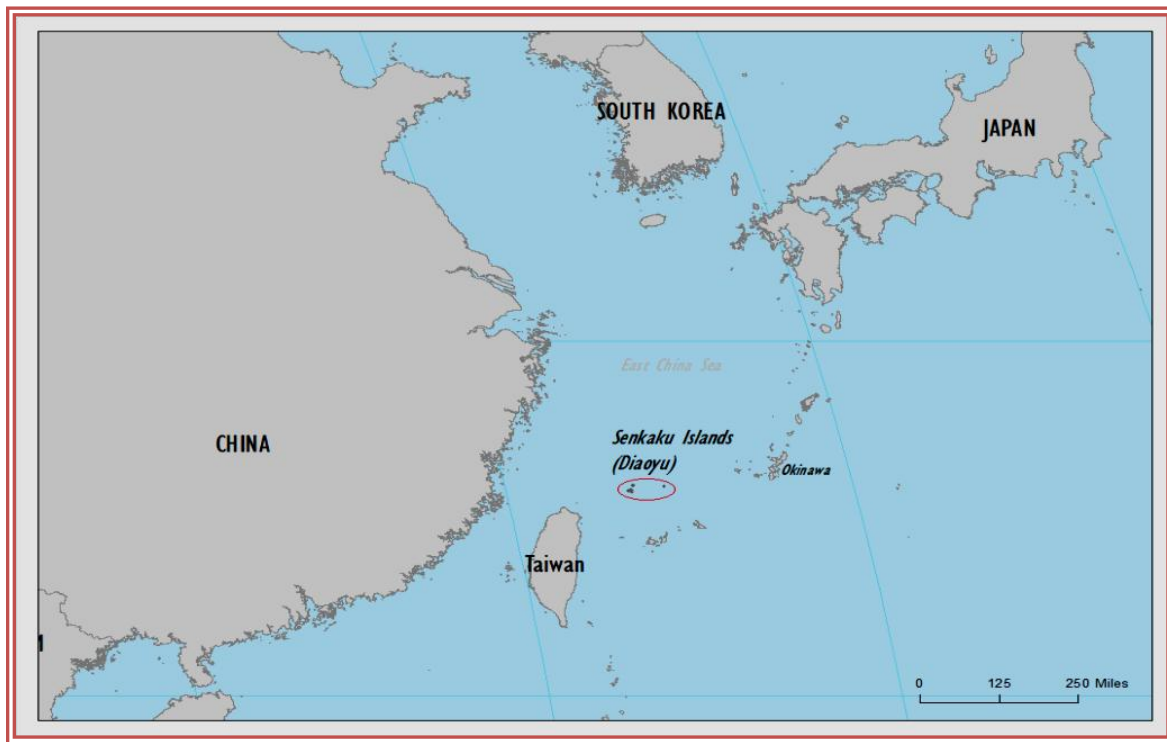 SOUTH KOREA
JAPAN
East China Sea
CHINA
Senkaku Islands
(Diaoyu)
Okinawa
Taiwan
M
0 125 250 Miles